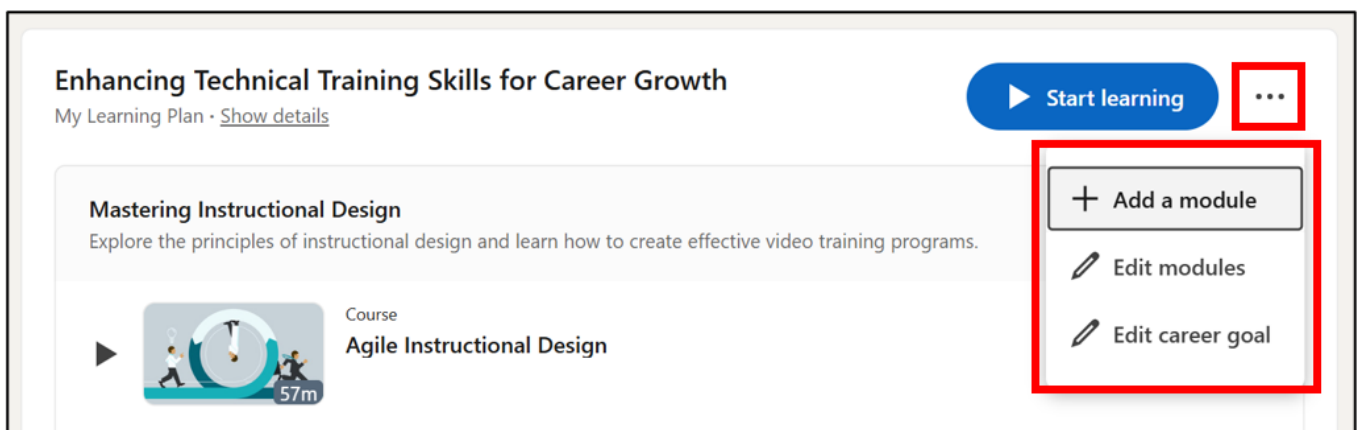 Enhancing Technical Training Skills for Career Growth
My Learning Plan · Show details
Start learning
Add a module
Edit modules
Edit career goal
Mastering Instructional Design
Explore the principles of instructional design and learn how to create effective video training programs.
Course
Agile Instructional Design
57m